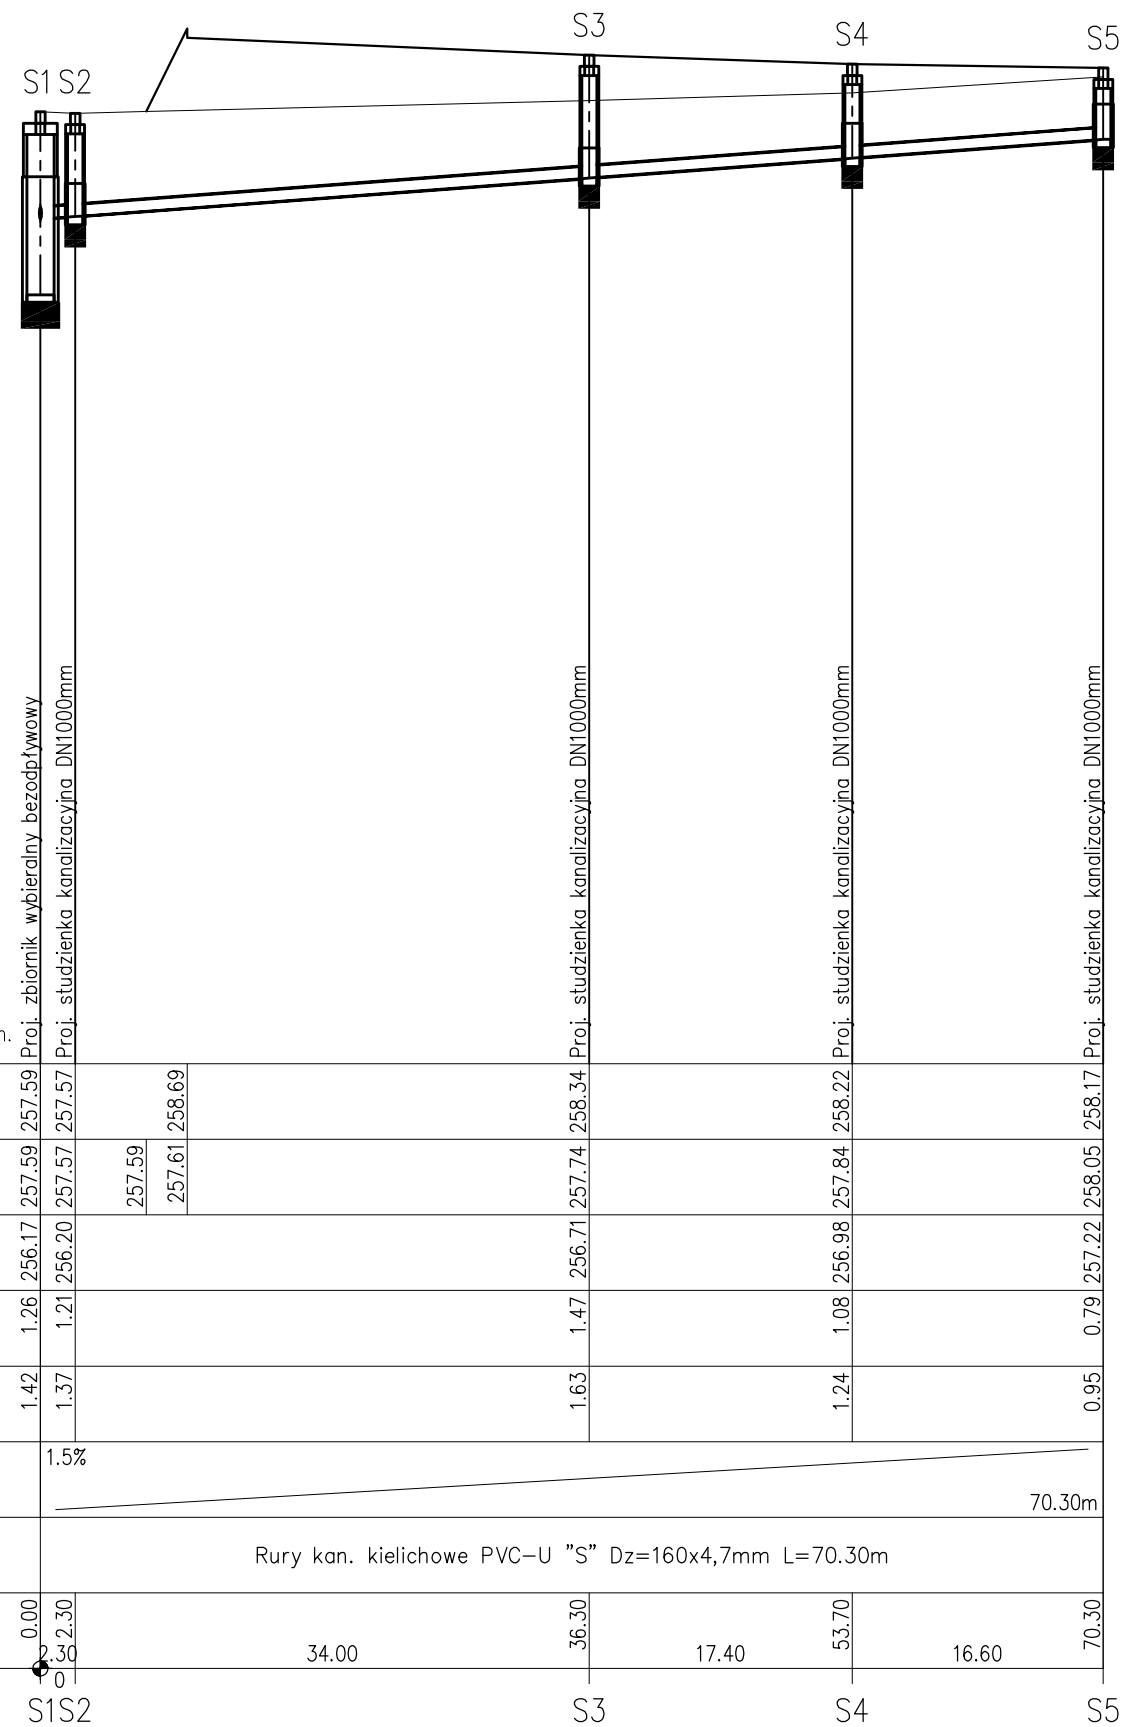 S1 S2 S3 S4 S5
Proj. zbiornik wybieralny bezodpływowy
Proj. studzienka kanalizacyjna DN1000mm
Proj. studzienka kanalizacyjna DN1000mm
Proj. studzienka kanalizacyjna DN1000mm
Proj. studzienka kanalizacyjna DN1000mm
257.59 257.57 258.69 258.34 258.22 258.17
257.59 257.57 257.59 257.61 257.74 257.84 258.05
256.17 256.20 256.71 256.98 257.22
1.26 1.21 1.47 1.08 0.79
1.42 1.37 1.63 1.24 0.95
1.5%
70.30m
Rury kan. kielichowe PVC-U "S" Dz=160x4,7mm L=70.30m
0.00 2.30 36.30 53.70 70.30
2.30 34.00 17.40 16.60
0
S1 S2 S3 S4 S5